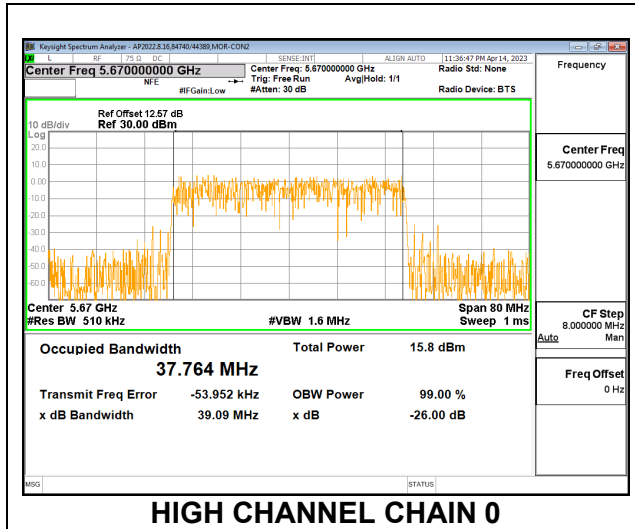 Keysight Spectrum Analyzer - AP2022.8.16,84740/44389,MOR-CON2
L RF 75 Ω DC SENSE:INT ALIGN AUTO 11:36:47 PM Apr 14, 2023
Center Freq 5.670000000 GHz
NFE
#IFGain:Low
Center Freq: 5.670000000 GHz
Trig: Free Run Avg|Hold: 1/1
#Atten: 30 dB
Radio Std: None
Radio Device: BTS
Frequency
Ref Offset 12.57 dB
10 dB/div Ref 30.00 dBm
Log
20.0
10.0
0.00
-10.0
-20.0
-30.0
-40.0
-50.0
-60.0
Center Freq
5.670000000 GHz
Center 5.67 GHz Span 80 MHz
#Res BW 510 kHz #VBW 1.6 MHz Sweep 1 ms
CF Step
8.000000 MHz
Auto Man
Freq Offset
0 Hz
Occupied Bandwidth Total Power 15.8 dBm
37.764 MHz
Transmit Freq Error -53.952 kHz OBW Power 99.00 %
x dB Bandwidth 39.09 MHz x dB -26.00 dB
MSG STATUS
HIGH CHANNEL CHAIN 0